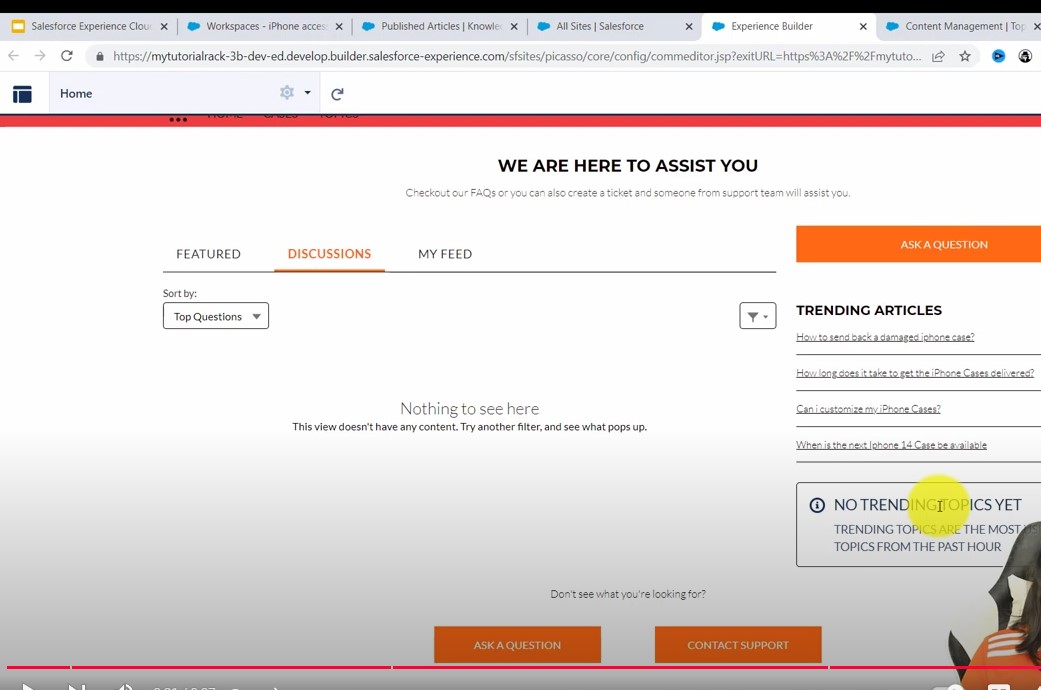 Salesforce Experience Clou
Workspaces - iPhone acces
Published Articles | Knowle
All Sites | Salesforce
Experience Builder
Content Management | Top
https://mytutorialrack-3b-dev-ed.develop.builder.salesforce-experience.com/sfsites/picasso/core/config/commeditor.jsp?exitURL=https%3A%2F%2Fmytuto...
Home
HOME CASES TOPICS
WE ARE HERE TO ASSIST YOU
Checkout our FAQs or you can also create a ticket and someone from support team will assist you.
ASK A QUESTION
FEATURED DISCUSSIONS MY FEED
Sort by:
Top Questions
Nothing to see here
This view doesn't have any content. Try another filter, and see what pops up.
TRENDING ARTICLES
How to send back a damaged iphone case?
How long does it take to get the iPhone Cases delivered?
Can i customize my iPhone Cases?
When is the next Iphone 14 Case be available
NO TRENDING TOPICS YET
TRENDING TOPICS ARE THE MOST
TOPICS FROM THE PAST HOUR
Don't see what you're looking for?
ASK A QUESTION
CONTACT SUPPORT